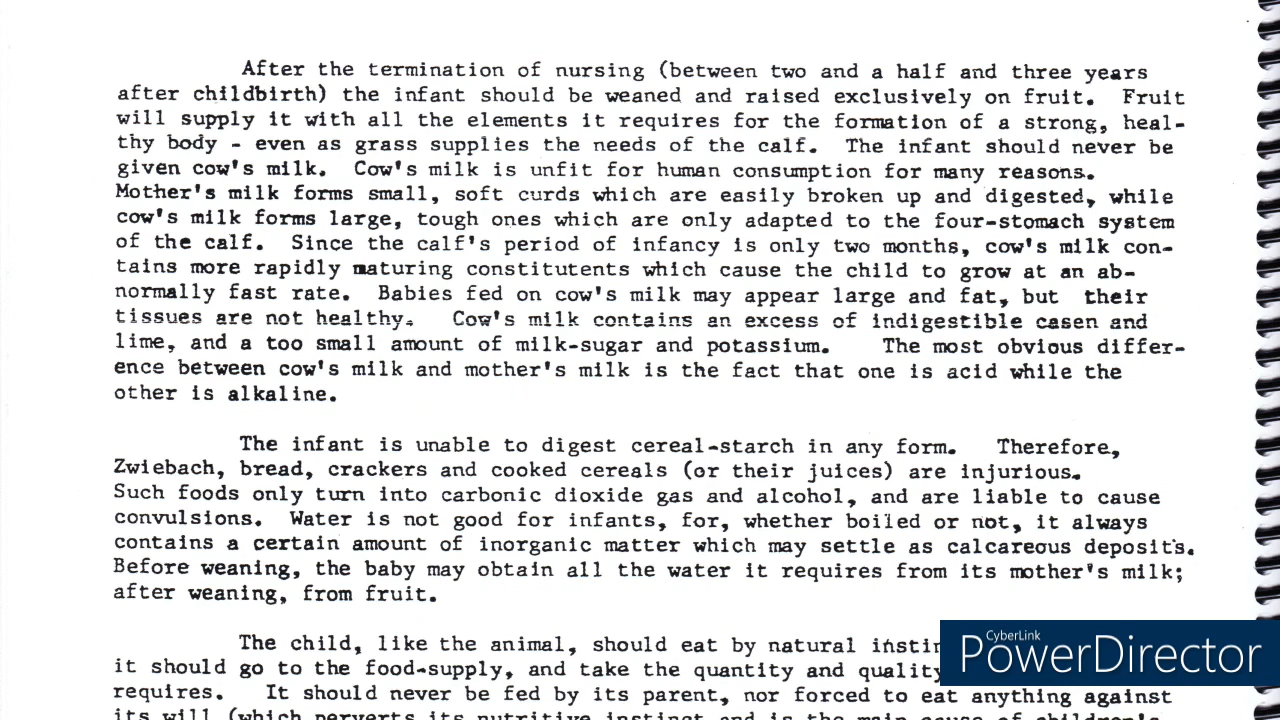 After the termination of nursing (between two and a half and three years
after childbirth) the infant should be weaned and raised exclusively on fruit. Fruit
will supply it with all the elements it requires for the formation of a strong, heal-
thy body - even as grass supplies the needs of the calf. The infant should never be
given cow's milk. Cow's milk is unfit for human consumption for many reasons.
Mother's milk forms small, soft curds which are easily broken up and digested, while
cow's milk forms large, tough ones which are only adapted to the four-stomach system
of the calf. Since the calf's period of infancy is only two months, cow's milk con-
tains more rapidly maturing constitutents which cause the child to grow at an ab-
normally fast rate. Babies fed on cow's milk may appear large and fat, but their
tissues are not healthy. Cow's milk contains an excess of indigestible casen and
lime, and a too small amount of milk-sugar and potassium. The most obvious differ-
ence between cow's milk and mother's milk is the fact that one is acid while the
other is alkaline.
The infant is unable to digest cereal-starch in any form. Therefore,
Zwiebach, bread, crackers and cooked cereals (or their juices) are injurious.
Such foods only turn into carbonic dioxide gas and alcohol, and are liable to cause
convulsions. Water is not good for infants, for, whether boiled or not, it always
contains a certain amount of inorganic matter which may settle as calcareous deposits.
Before weaning, the baby may obtain all the water it requires from its mother's milk;
after weaning, from fruit.
The child, like the animal, should eat by natural
it should go to the food-supply, and take the quantity and quality
requires. It should never be fed by its parent, nor forced to eat anything against
its will (which perverts its nutritive instinct and is the main cause of children's
CyberLink
PowerDirector